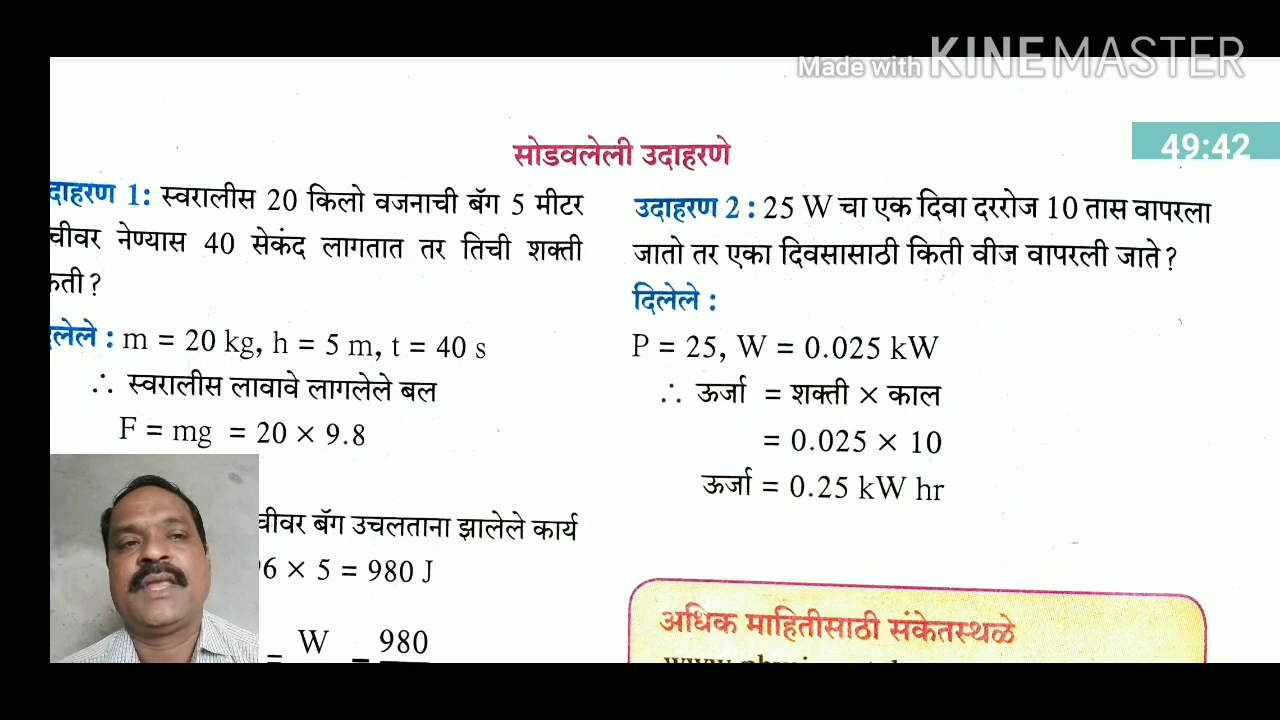 Made with KINEMASTER
49:42
सोडवलेली उदाहरणे
दाहरण 1: स्वरालीस 20 किलो वजनाची बॅग 5 मीटर
चीवर नेण्यास 40 सेकंद लागतात तर तिची शक्ती
कती ?
लेले : m = 20 kg, h = 5 m, t = 40 s
∴ स्वरालीस लावावे लागलेले बल
F = mg = 20 × 9.8
चीवर बॅग उचलताना झालेले कार्य
96 × 5 = 980 J
= W = 980
उदाहरण 2 : 25 W चा एक दिवा दररोज 10 तास वापरला
जातो तर एका दिवसासाठी किती वीज वापरली जाते ?
दिलेले :
P = 25, W = 0.025 kW
∴ ऊर्जा = शक्ती × काल
= 0.025 × 10
ऊर्जा = 0.25 kW hr
अधिक माहितीसाठी संकेतस्थळे